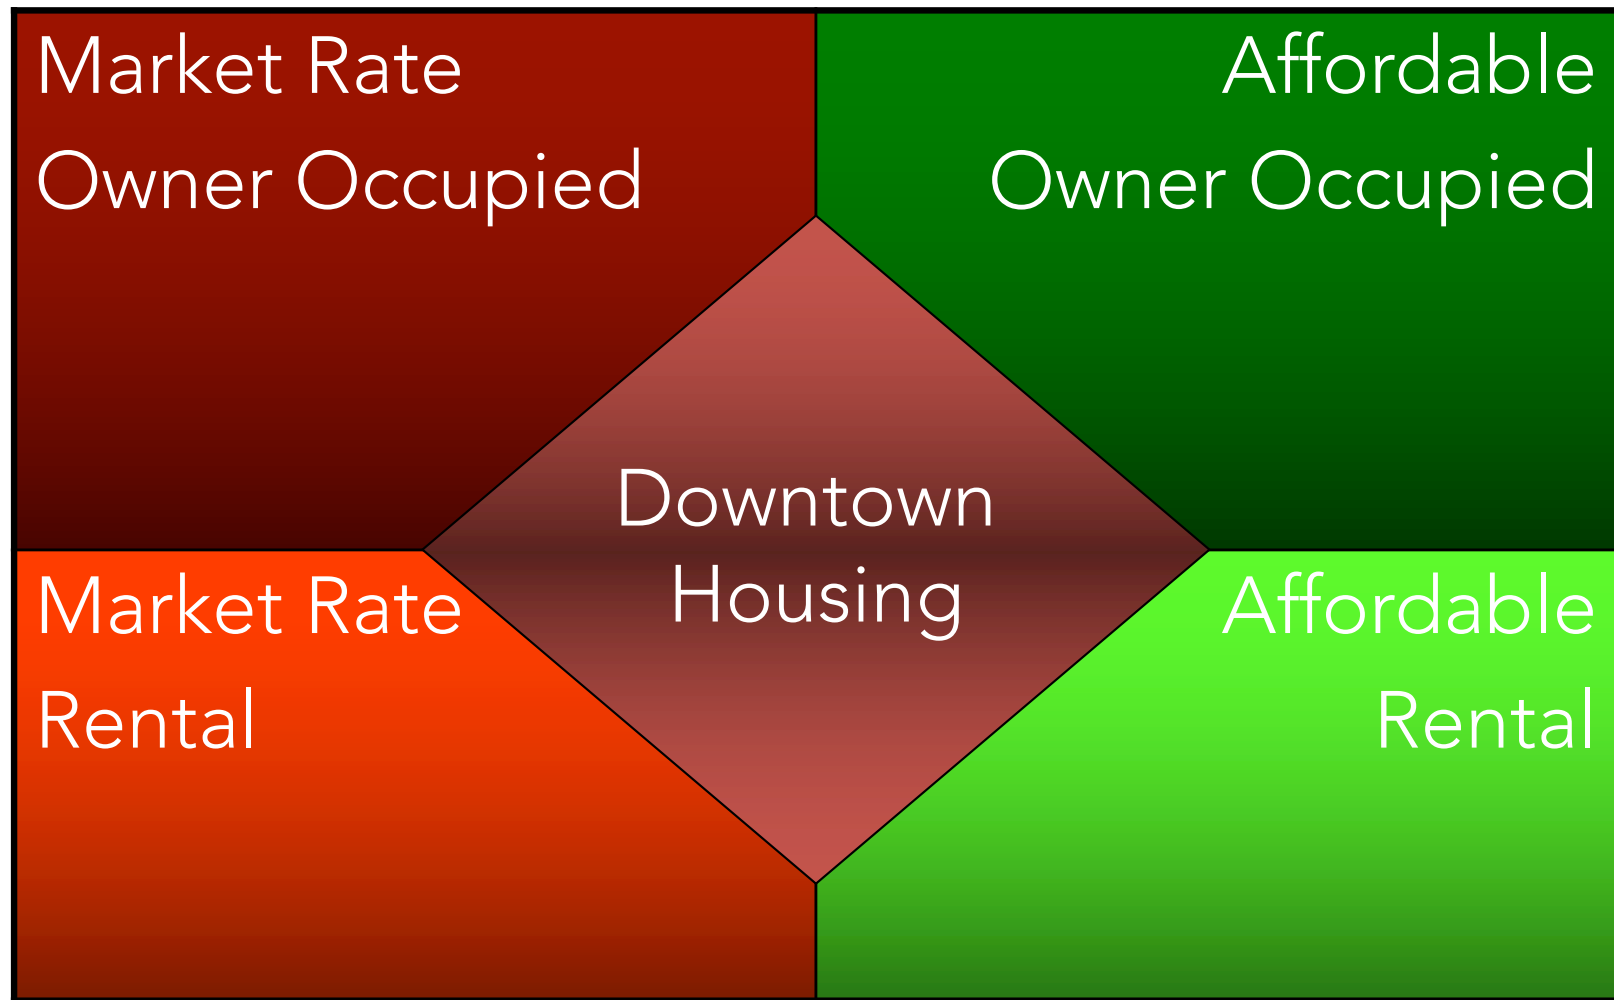 Market Rate
Owner Occupied
Affordable
Owner Occupied
Downtown
Housing
Market Rate
Rental
Affordable
Rental